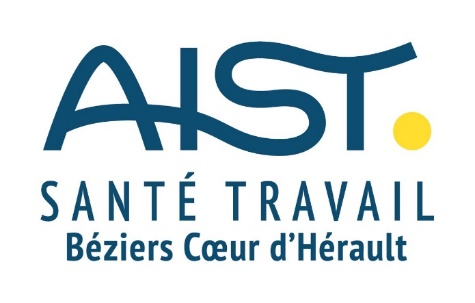 AIST.
SANTÉ TRAVAIL
Béziers Cœur d'Hérault